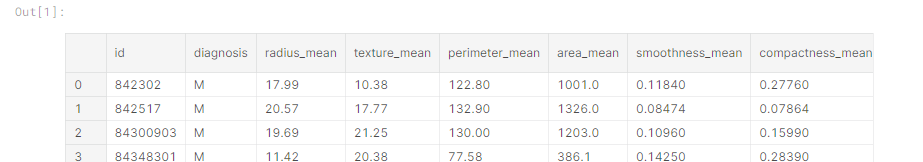 Out[1]:
id diagnosis radius_mean texture_mean perimeter_mean area_mean smoothness_mean compactness_mean
0 842302 M 17.99 10.38 122.80 1001.0 0.11840 0.27760
1 842517 M 20.57 17.77 132.90 1326.0 0.08474 0.07864
2 84300903 M 19.69 21.25 130.00 1203.0 0.10960 0.15990
3 84348301 M 11.42 20.38 77.58 386.1 0.14250 0.28390